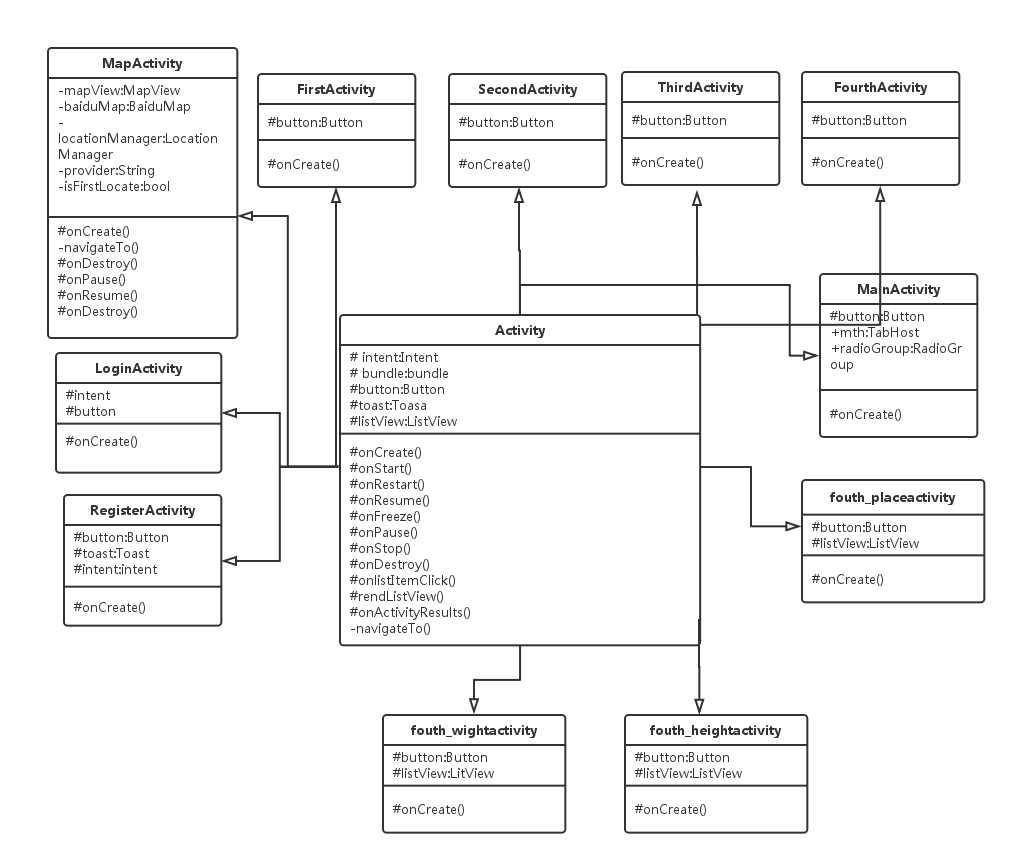 MapActivity
-mapView:MapView
-baiduMap:BaiduMap
-
locationManager:Location
Manager
-provider:String
-isFirstLocate:bool
#onCreate()
-navigateTo()
#onDestroy()
#onPause()
#onResume()
#onDestroy()
FirstActivity
#button:Button
#onCreate()
SecondActivity
#button:Button
#onCreate()
ThirdActivity
#button:Button
#onCreate()
FourthActivity
#button:Button
#onCreate()
MainActivity
#button:Button
+mth:TabHost
+radioGroup:RadioGr
oup
#onCreate()
Activity
# intent:Intent
# bundle:bundle
#button:Button
#toast:Toasa
#listView:ListView
#onCreate()
#onStart()
#onRestart()
#onResume()
#onFreeze()
#onPause()
#onStop()
#onDestroy()
#onlistItemClick()
#rendListView()
#onActivityResults()
-navigateTo()
LoginActivity
#intent
#button
#onCreate()
RegisterActivity
#button:Button
#toast:Toast
#intent:intent
#onCreate()
fouth_placeactivity
#button:Button
#listView:ListView
#onCreate()
fouth_wightactivity
#button:Button
#listView:LitView
#onCreate()
fouth_heightactivity
#button:Button
#listView:ListView
#onCreate()